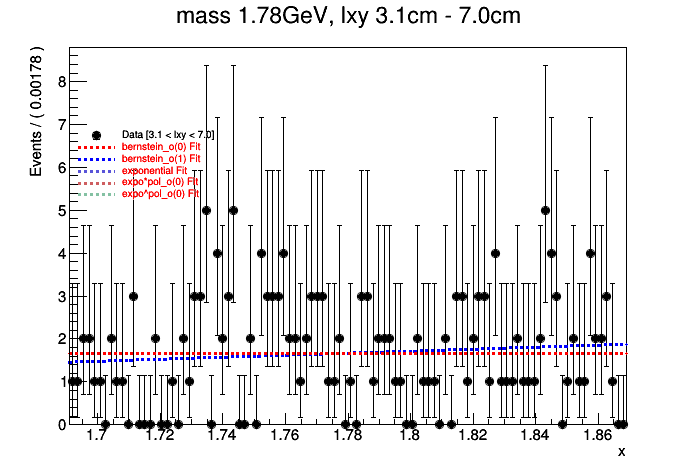 mass 1.78GeV, lxy 3.1cm - 7.0cm
Events / ( 0.00178 )
8
7
6
5
4
3
2
1
0
Data [3.1 < lxy < 7.0]
bernstein_o(0) Fit
bernstein_o(1) Fit
exponential Fit
expo*pol_o(0) Fit
expo^pol_o(0) Fit
1.7 1.72 1.74 1.76 1.78 1.8 1.82 1.84 1.86
x